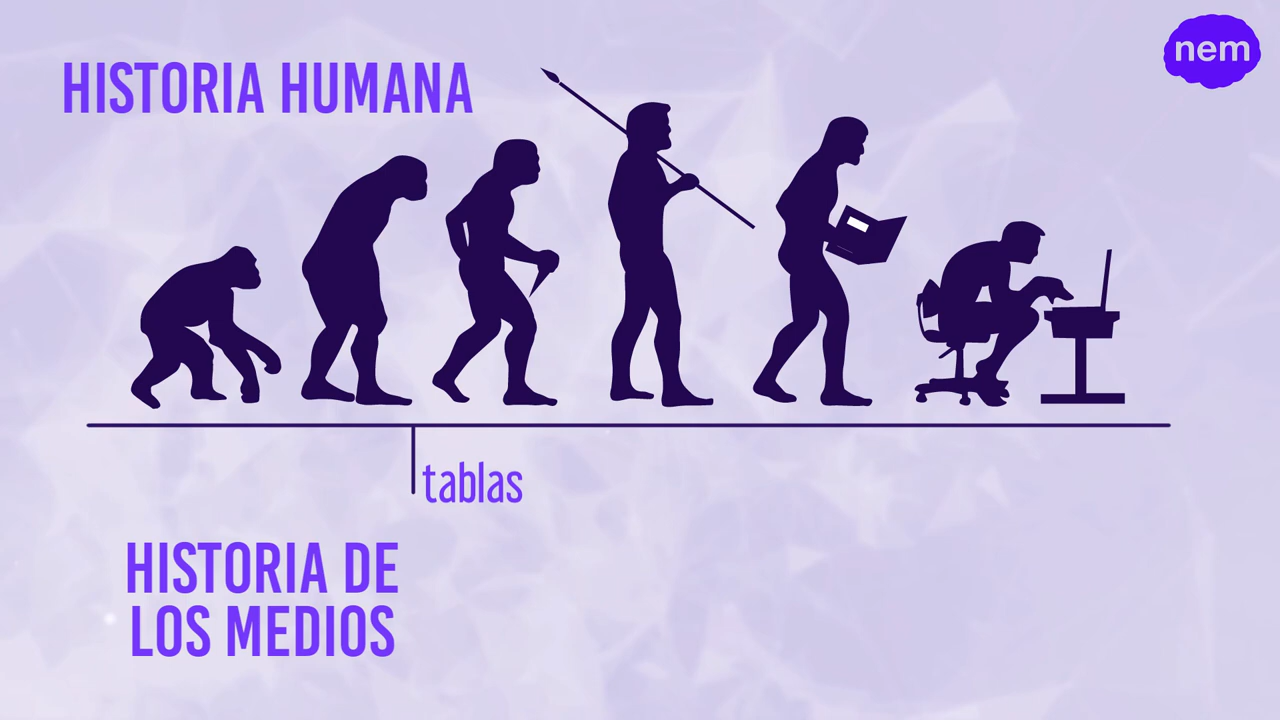 HISTORIA HUMANA
nem
tablas
HISTORIA DE
LOS MEDIOS